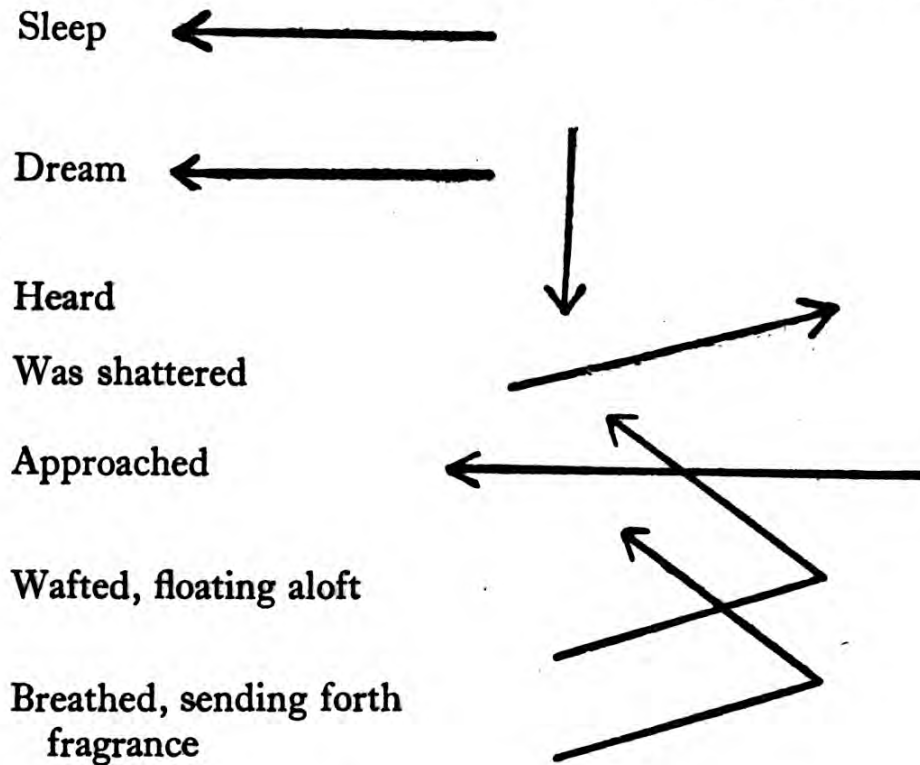 Sleep
Dream
Heard
Was shattered
Approached
Wafted, floating aloft
Breathed, sending forth
fragrance